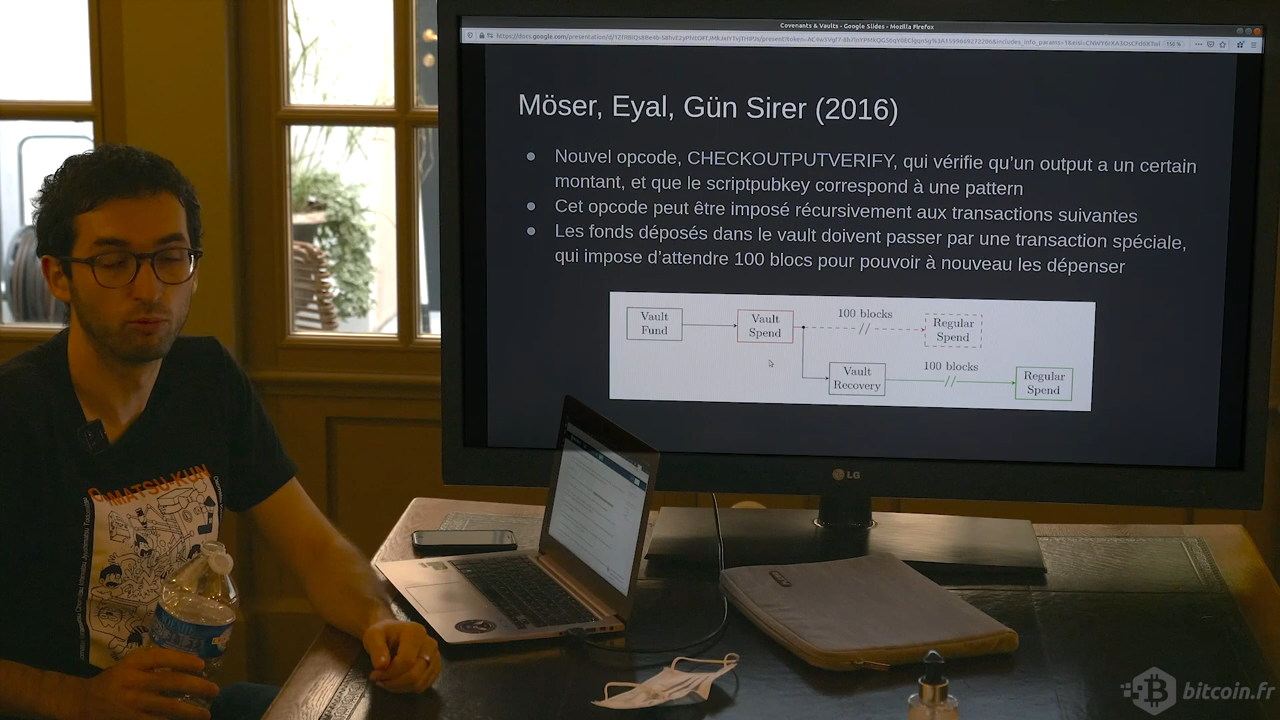 Covenants & Vaults - Google Slides - Mozilla Firefox
Möser, Eyal, Gün Sirer (2016)
Nouvel opcode, CHECKOUTPUTVERIFY, qui vérifie qu'un output a un certain
montant, et que le scriptpubkey correspond à une pattern
Cet opcode peut être imposé récursivement aux transactions suivantes
Les fonds déposés dans le vault doivent passer par une transaction spéciale,
qui impose d'attendre 100 blocs pour pouvoir à nouveau les dépenser
Vault
Fund
Vault
Spend
100 blocks
Regular
Spend
Vault
Recovery
100 blocks
Regular
Spend
LG
bitcoin.fr